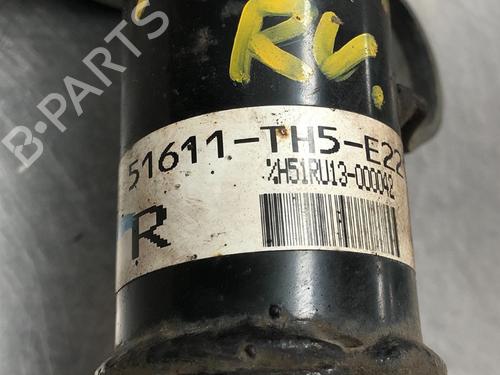 RV.
B-PARTS
51611-TH5-E22
%H51RU13-000042
R